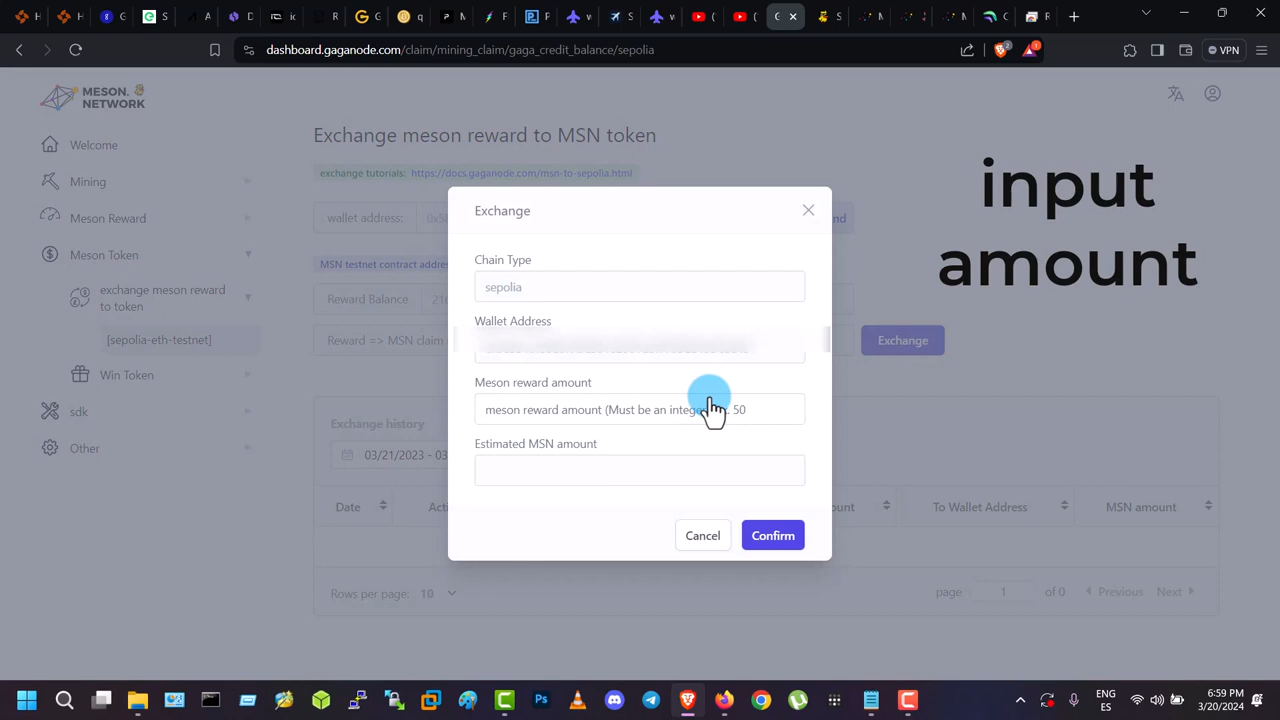 dashboard.gaganode.com/claim/mining_claim/gaga_credit_balance/sepolia
VPN
MESON.
NETWORK
Welcome
Mining
Meson Reward
Meson Token
exchange meson reward
to token
[sepolia-eth-testnet]
Win Token
sdk
Other
Exchange meson reward to MSN token
exchange tutorials: https://docs.gaganode.com/msn-to-sepolia.html
wallet address:
MSN testnet contract
Reward Balance
Reward => MSN claim
Exchange
Exchange history
03/21/2023 - 03
Date
To Wallet Address
MSN amount
Rows per page: 10
page 1 of 0 Previous Next
Exchange
Chain Type
sepolia
Wallet Address
Meson reward amount
meson reward amount (Must be an 50
Estimated MSN amount
Cancel
Confirm
input
amount
ENG
ES
6:59 PM
3/20/2024